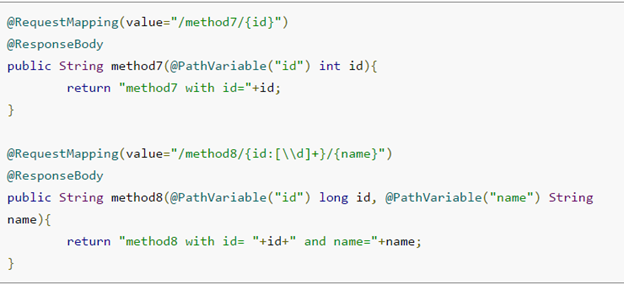 @RequestMapping(value="/method7/{id}")
@ResponseBody
public String method7(@PathVariable("id") int id){
        return "method7 with id="+id;
}

@RequestMapping(value="/method8/{id:[\\d]+}/{name}")
@ResponseBody
public String method8(@PathVariable("id") long id, @PathVariable("name") String
name){
        return "method8 with id= "+id+" and name="+name;
}